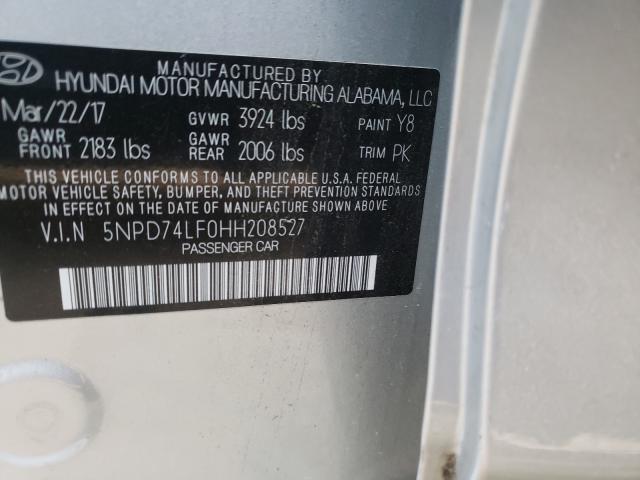 MANUFACTURED BY
HYUNDAI MOTOR MANUFACTURING ALABAMA, LLC
Mar/22/17 GVWR 3924 lbs PAINT Y8
GAWR FRONT 2183 lbs GAWR REAR 2006 lbs TRIM PK
THIS VEHICLE CONFORMS TO ALL APPLICABLE U.S.A. FEDERAL
MOTOR VEHICLE SAFETY, BUMPER, AND THEFT PREVENTION STANDARDS
IN EFFECT ON THE DATE OF MANUFACTURE SHOWN ABOVE.
V.I.N 5NPD74LF0HH208527
PASSENGER CAR